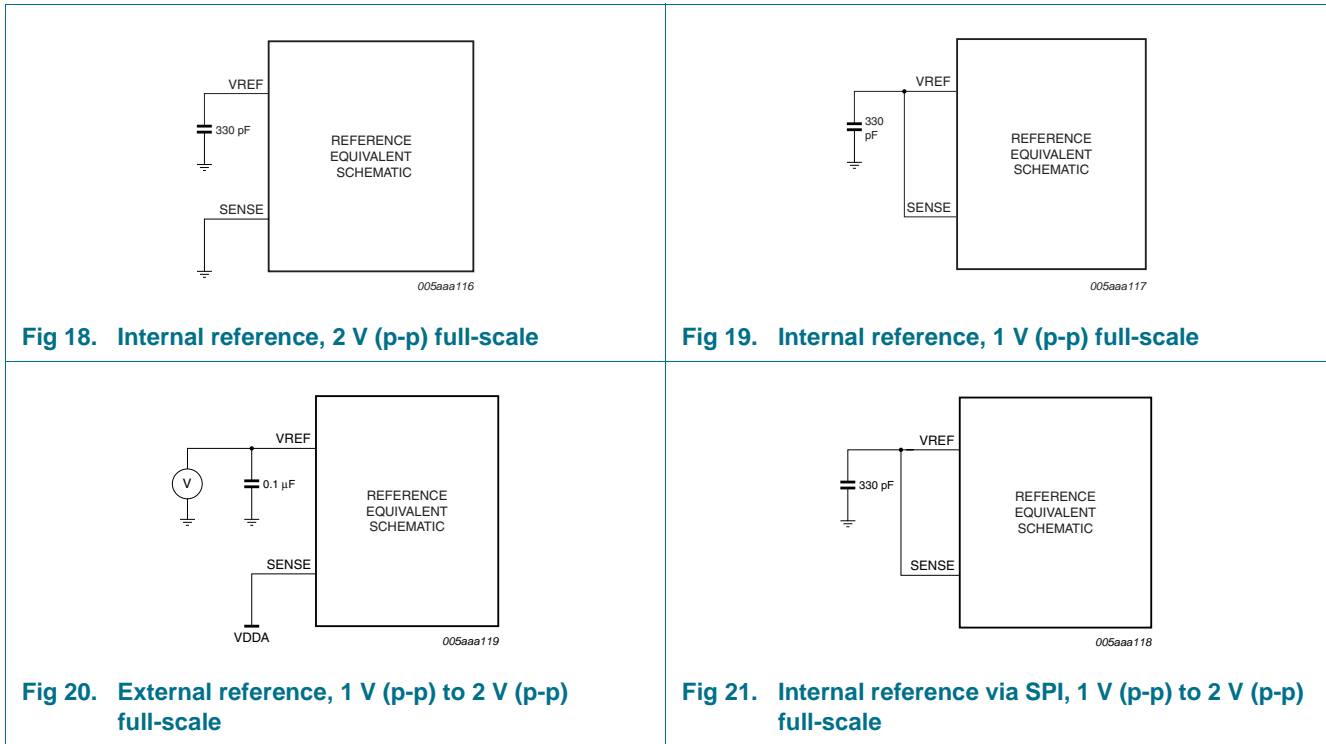 VREF
330 pF
REFERENCE
EQUIVALENT
SCHEMATIC
SENSE
005aaa116
Fig 18. Internal reference, 2 V (p-p) full-scale
VREF
330
pF
REFERENCE
EQUIVALENT
SCHEMATIC
SENSE
005aaa117
Fig 19. Internal reference, 1 V (p-p) full-scale
VREF
V
0.1 μF
REFERENCE
EQUIVALENT
SCHEMATIC
SENSE
VDDA
005aaa119
Fig 20. External reference, 1 V (p-p) to 2 V (p-p)
full-scale
VREF
330 pF
REFERENCE
EQUIVALENT
SCHEMATIC
SENSE
005aaa118
Fig 21. Internal reference via SPI, 1 V (p-p) to 2 V (p-p)
full-scale